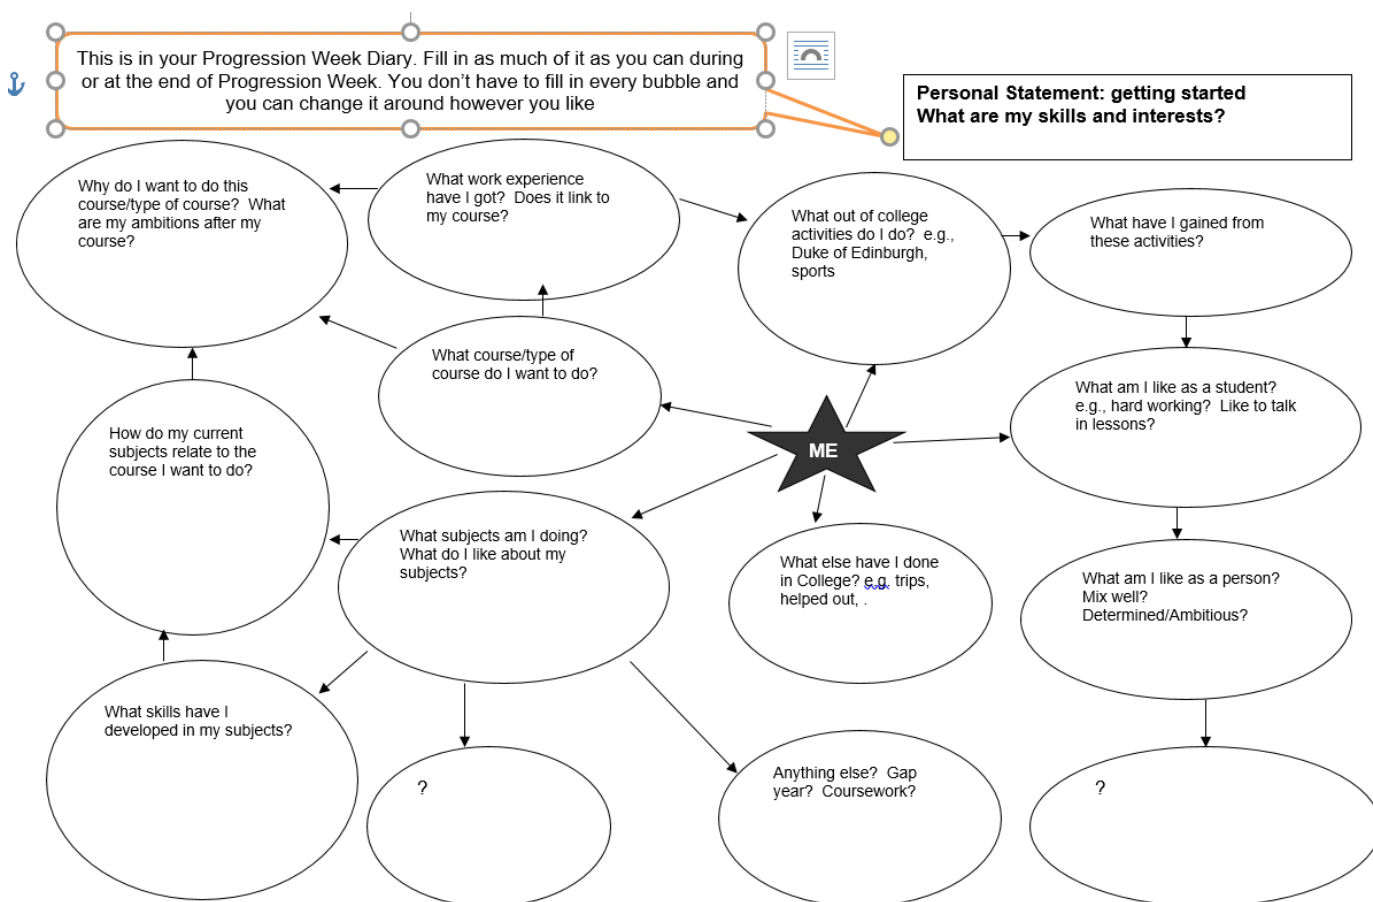 This is in your Progression Week Diary. Fill in as much of it as you can during
or at the end of Progression Week. You don’t have to fill in every bubble and
you can change it around however you like
Personal Statement: getting started
What are my skills and interests?
Why do I want to do this
course/type of course?  What
are my ambitions after my
course?
What work experience
have I got?  Does it link to
my course?
What out of college
activities do I do?  e.g.,
Duke of Edinburgh,
sports
What have I gained from
these activities?
What course/type of
course do I want to do?
What am I like as a student?
e.g., hard working?  Like to talk
in lessons?
How do my current
subjects relate to the
course I want to do?
ME
What subjects am I doing?
What do I like about my
subjects?
What else have I done
in College? e.g. trips,
helped out, .
What am I like as a person?
Mix well?
Determined/Ambitious?
What skills have I
developed in my subjects?
?
Anything else?  Gap
year?  Coursework?
?